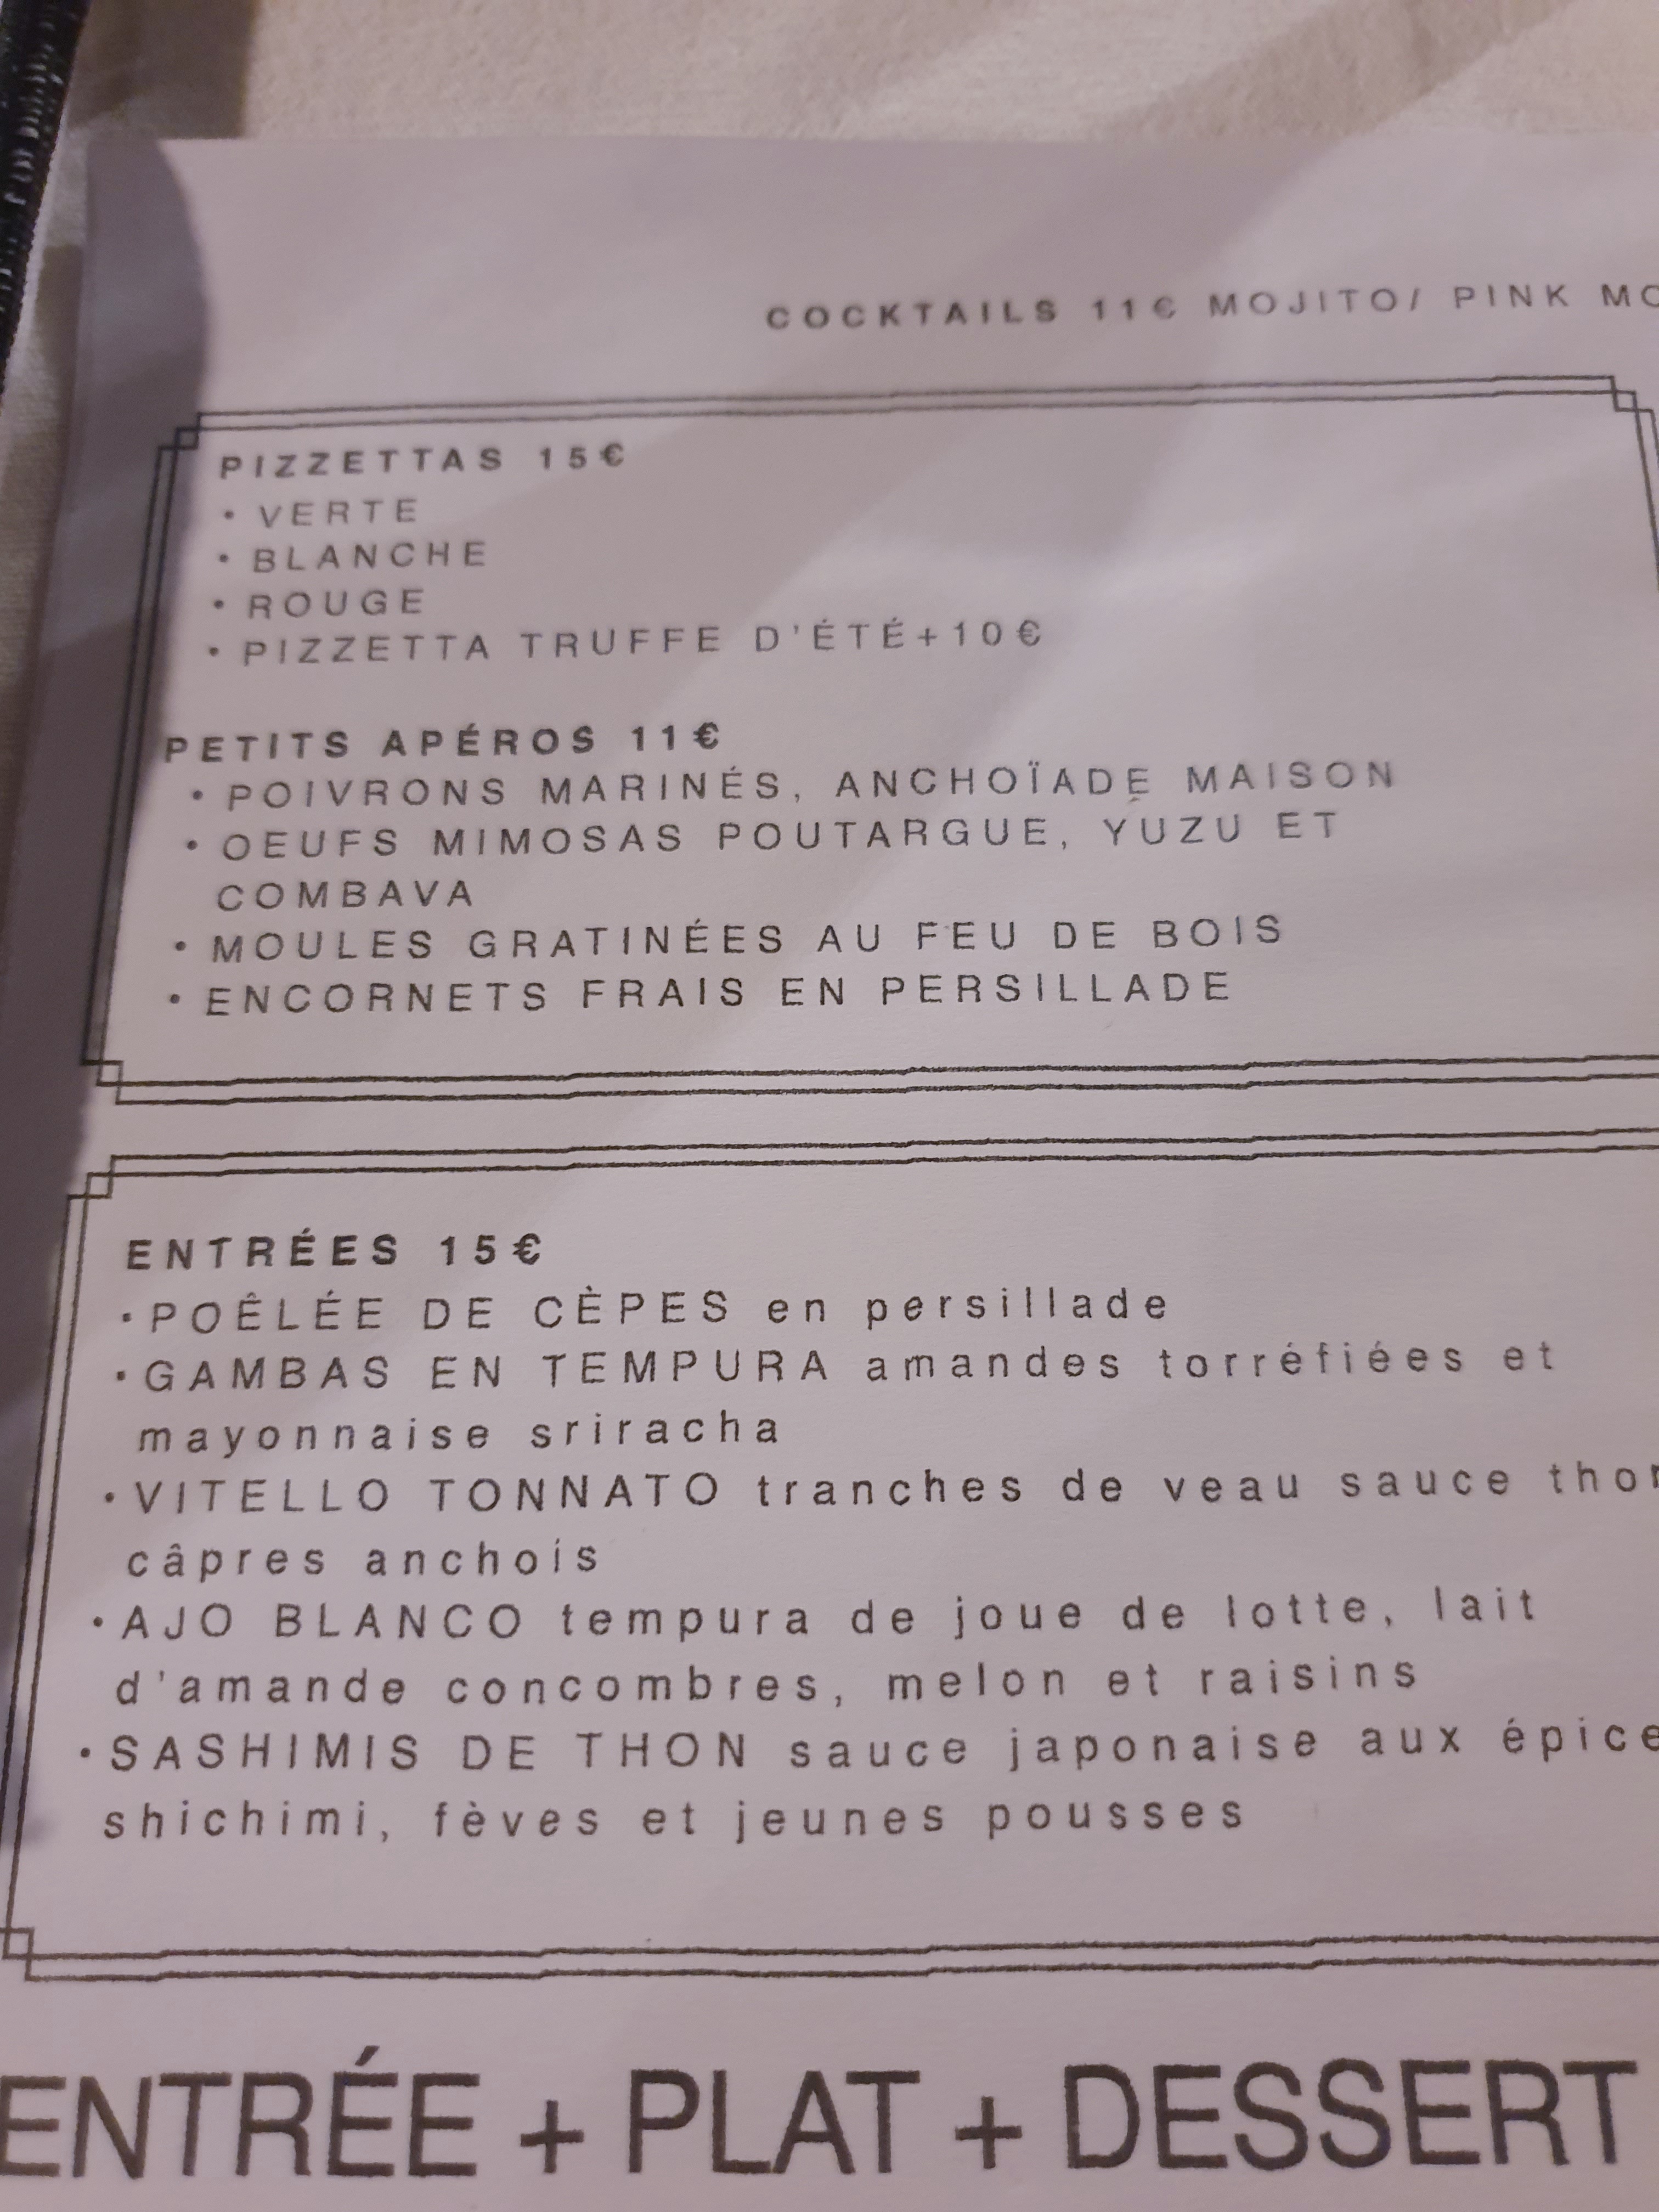 COCKTAILS 11€ MOJITO/ PINK
PIZZETTAS 15€
• VERTE
• BLANCHE
• ROUGE
• PIZZETTA TRUFFE D'ÉTÉ+10€
PETITS APÉROS 11€
• POIVRONS MARINÉS, ANCHOÏADE MAISON
• OEUFS MIMOSAS POUTARGUE, YUZU ET
COMBAVA
• MOULES GRATINÉES AU FEU DE BOIS
• ENCORNETS FRAIS EN PERSILLADE
ENTRÉES 15€
• POÊLÉE DE CÈPES en persillade
• GAMBAS EN TEMPURA amandes torréfiées et
mayonnaise sriracha
• VITELLO TONNATO tranches de veau sauce thon
câpres anchois
• AJO BLANCO tempura de joue de lotte, lait
d'amande concombres, melon et raisins
• SASHIMIS DE THON sauce japonaise aux épice
shichimi, fèves et jeunes pousses
ENTRÉE + PLAT + DESSERT